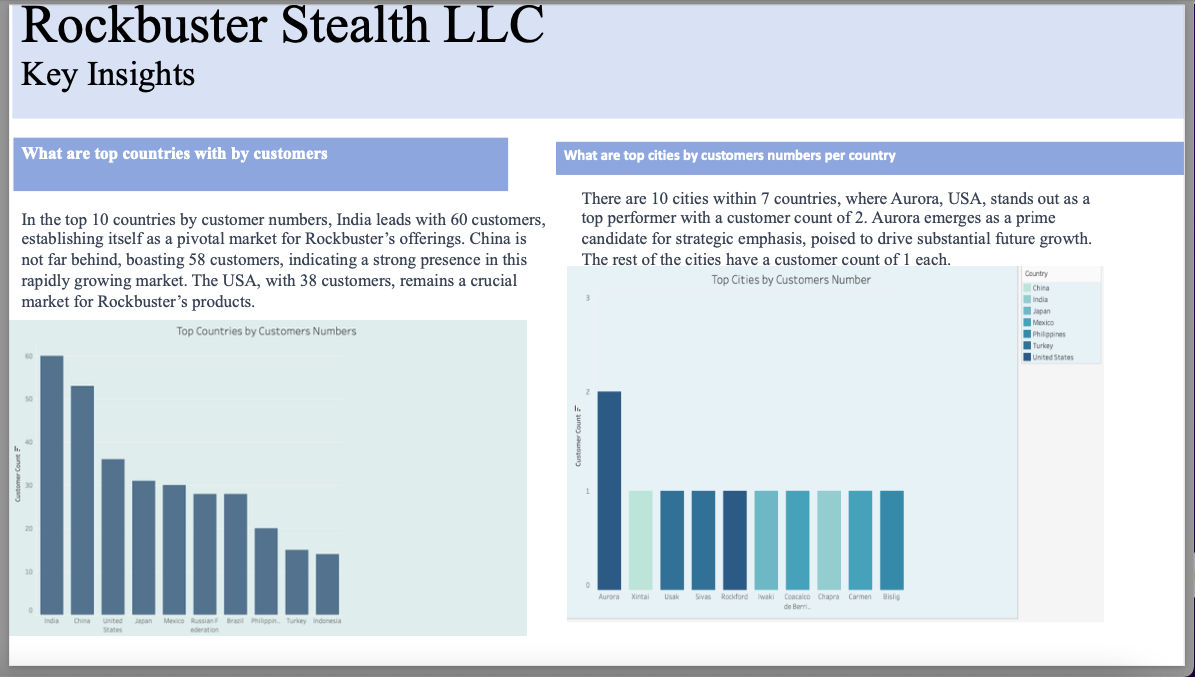 Rockbuster Stealth LLC
Key Insights
What are top countries with by customers
In the top 10 countries by customer numbers, India leads with 60 customers,
establishing itself as a pivotal market for Rockbuster's offerings. China is
not far behind, boasting 58 customers, indicating a strong presence in this
rapidly growing market. The USA, with 38 customers, remains a crucial
market for Rockbuster's products.
Top Countries by Customers Numbers
60
50
40
30
20
10
0
Customer Count
India China United Japan Mexico Russian F Brazil Philippin.. Turkey Indonesia
States ederation
What are top cities by customers numbers per country
There are 10 cities within 7 countries, where Aurora, USA, stands out as a
top performer with a customer count of 2. Aurora emerges as a prime
candidate for strategic emphasis, poised to drive substantial future growth.
The rest of the cities have a customer count of 1 each.
Top Cities by Customers Number
3
2
1
0
Customer Count
Aurora Xintai Usak Sivas Rockford Iwaki Coacalco Chapra Carmen Bislig
de Berri..
Country
China
India
Japan
Mexico
Philippines
Turkey
United States